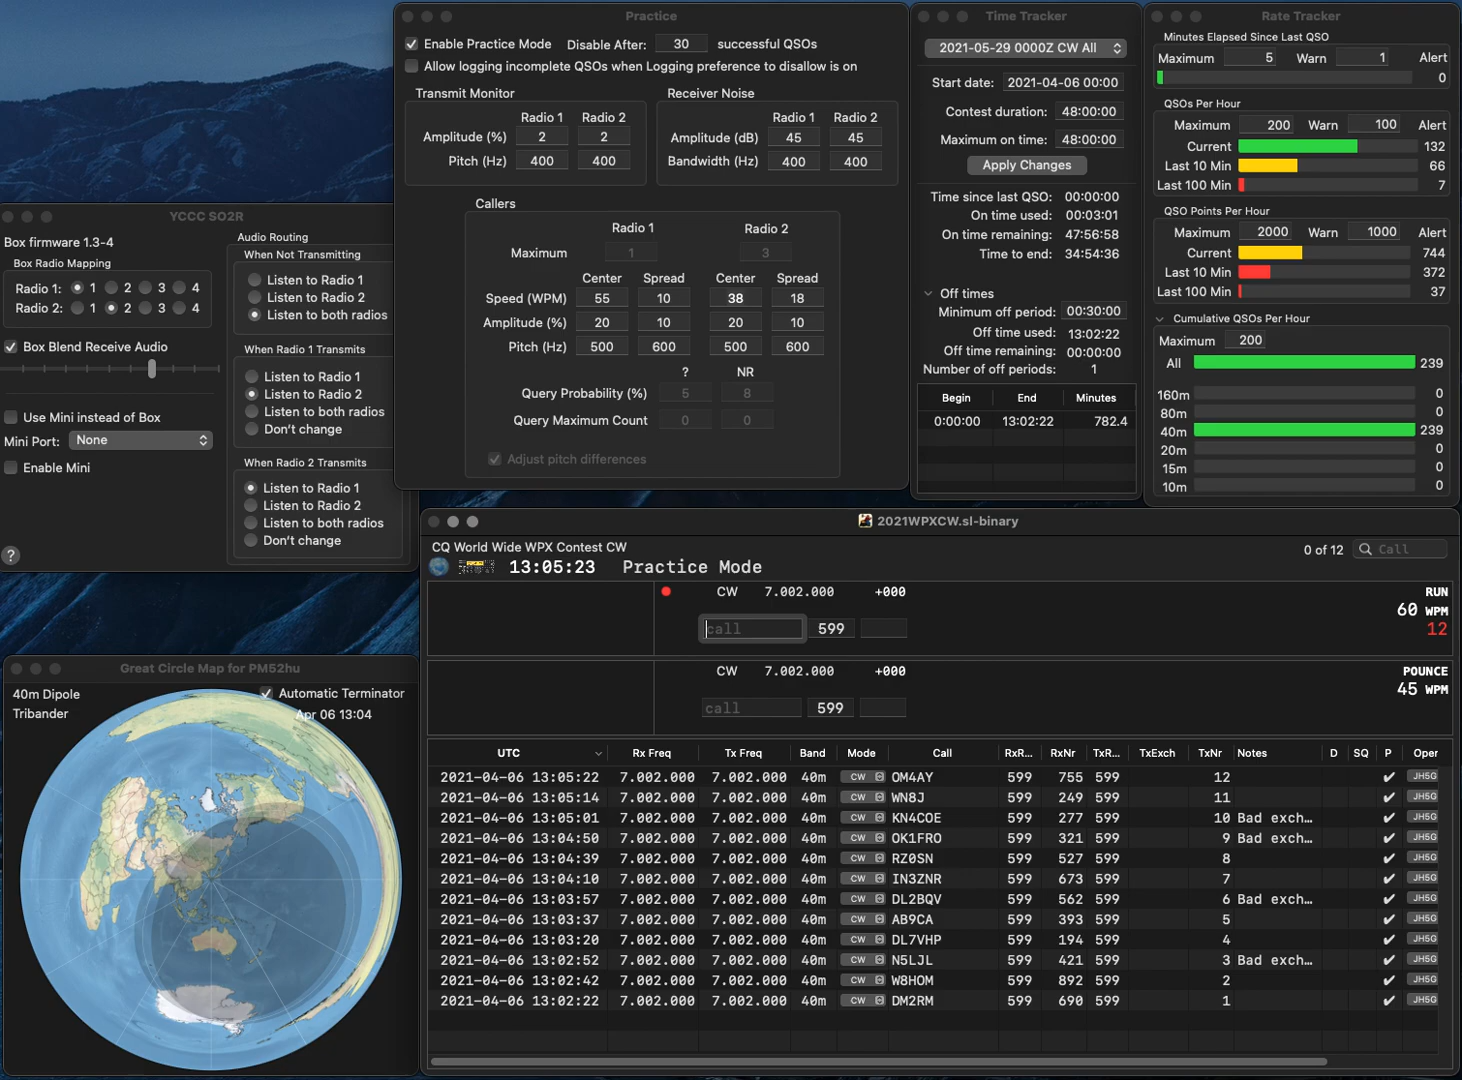 Practice
Enable Practice Mode Disable After: 30 successful QSOs
Allow logging incomplete QSOs when Logging preference to disallow is on
Transmit Monitor
Radio 1 Radio 2
Amplitude (%) 2 2
Pitch (Hz) 400 400
Receiver Noise
Radio 1 Radio 2
Amplitude (dB) 45 45
Bandwidth (Hz) 400 400
Callers
Radio 1 Radio 2
Maximum 1 3
Center Spread Center Spread
Speed (WPM) 55 10 38 18
Amplitude (%) 20 10 20 10
Pitch (Hz) 500 600 500 600
? NR
Query Probability (%) 5 8
Query Maximum Count 0 0
Adjust pitch differences
Time Tracker
2021-05-29 0000Z CW All
Start date: 2021-04-06 00:00
Contest duration: 48:00:00
Maximum on time: 48:00:00
Apply Changes
Time since last QSO: 00:00:00
On time used: 00:03:01
On time remaining: 47:56:58
Time to end: 34:54:36
Off times
Minimum off period: 00:30:00
Off time used: 13:02:22
Off time remaining: 00:00:00
Number of off periods: 1
Begin End Minutes
0:00:00 13:02:22 782.4
Rate Tracker
Minutes Elapsed Since Last QSO
Maximum 5 Warn 1 Alert
0
QSOs Per Hour
Maximum 200 Warn 100 Alert
Current 132
Last 10 Min 66
Last 100 Min 7
QSO Points Per Hour
Maximum 2000 Warn 1000 Alert
Current 744
Last 10 Min 372
Last 100 Min 37
Cumulative QSOs Per Hour
Maximum 200
All 239
160m 0
80m 0
40m 239
20m 0
15m 0
10m 0
YCCC SO2R
Box firmware 1.3-4
Box Radio Mapping
Radio 1: 1 2 3 4
Radio 2: 1 2 3 4
Box Blend Receive Audio
Use Mini instead of Box
Mini Port: None
Enable Mini
?
Audio Routing
When Not Transmitting
Listen to Radio 1
Listen to Radio 2
Listen to both radios
When Radio 1 Transmits
Listen to Radio 1
Listen to Radio 2
Listen to both radios
Don't change
When Radio 2 Transmits
Listen to Radio 1
Listen to Radio 2
Listen to both radios
Don't change
Great Circle Map for PM52hu
40m Dipole
Tribander
Automatic Terminator
Apr 06 13:04
2021WPXCW.sl-binary
CQ World Wide WPX Contest CW
0 of 12 Call
13:05:23 Practice Mode
CW 7.002.000 +000 RUN
60 WPM
call 599 12
CW 7.002.000 +000 POUNCE
45 WPM
call 599
UTC Rx Freq Tx Freq Band Mode Call RxR... RxNr TxR... TxExch TxNr Notes D SQ P Oper
2021-04-06 13:05:22 7.002.000 7.002.000 40m CW OM4AY 599 755 599 12 JH5G
2021-04-06 13:05:14 7.002.000 7.002.000 40m CW WN8J 599 249 599 11 JH5G
2021-04-06 13:05:01 7.002.000 7.002.000 40m CW KN4COE 599 277 599 10 Bad exch... JH5G
2021-04-06 13:04:50 7.002.000 7.002.000 40m CW OK1FRO 599 321 599 9 Bad exch... JH5G
2021-04-06 13:04:39 7.002.000 7.002.000 40m CW RZ0SN 599 527 599 8 JH5G
2021-04-06 13:04:10 7.002.000 7.002.000 40m CW IN3ZNR 599 673 599 7 JH5G
2021-04-06 13:03:57 7.002.000 7.002.000 40m CW DL2BQV 599 562 599 6 Bad exch... JH5G
2021-04-06 13:03:37 7.002.000 7.002.000 40m CW AB9CA 599 393 599 5 JH5G
2021-04-06 13:03:20 7.002.000 7.002.000 40m CW DL7VHP 599 194 599 4 JH5G
2021-04-06 13:02:52 7.002.000 7.002.000 40m CW N5LJL 599 421 599 3 Bad exch... JH5G
2021-04-06 13:02:42 7.002.000 7.002.000 40m CW W8HOM 599 892 599 2 JH5G
2021-04-06 13:02:22 7.002.000 7.002.000 40m CW DM2RM 599 690 599 1 JH5G